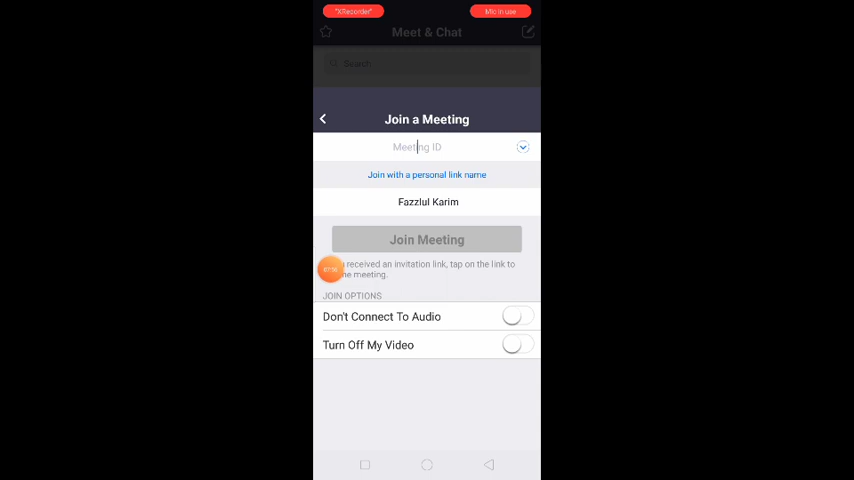 "XRecorder"
Mic in use
Meet & Chat
Search
Join a Meeting
Meeting ID
Join with a personal link name
Fazzlul Karim
Join Meeting
received an invitation link, tap on the link to
meeting.
JOIN OPTIONS
Don't Connect To Audio
Turn Off My Video